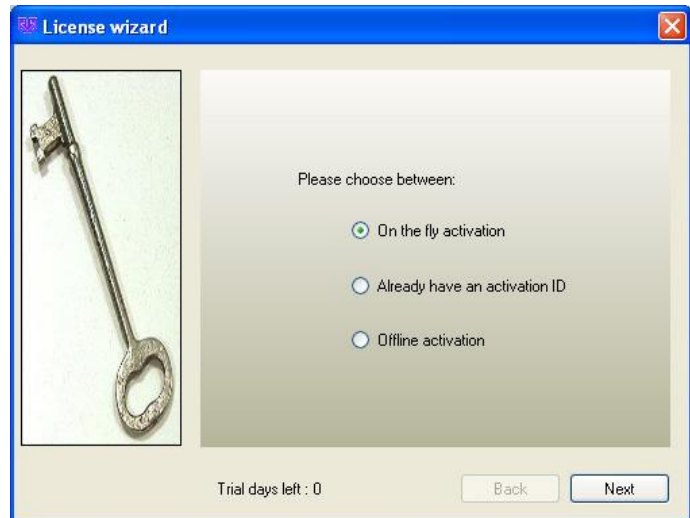 License wizard
Please choose between:
On the fly activation
Already have an activation ID
Offline activation
Trial days left : 0
Back
Next